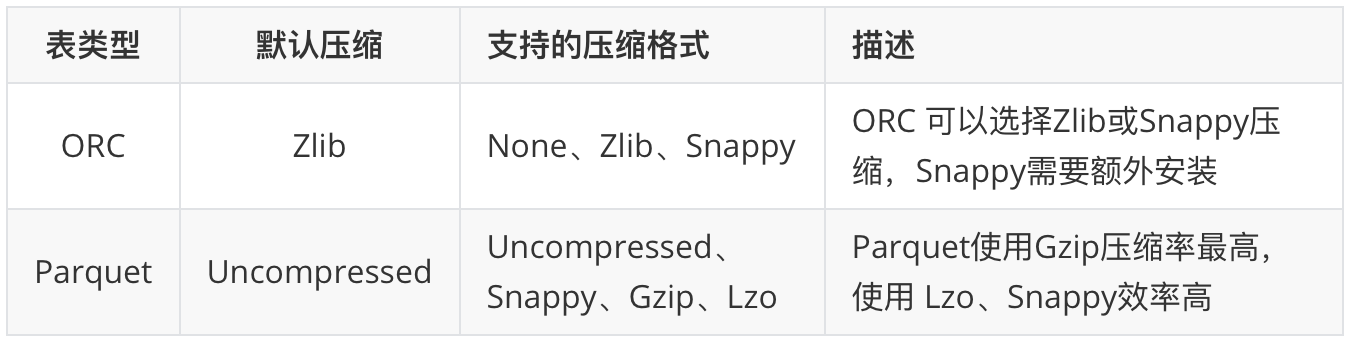 表类型 默认压缩 支持的压缩格式 描述
ORC Zlib None、Zlib、Snappy
ORC 可以选择Zlib或Snappy压
缩，Snappy需要额外安装
Parquet Uncompressed
Uncompressed、
Snappy、Gzip、Lzo
Parquet使用Gzip压缩率最高，
使用 Lzo、Snappy效率高